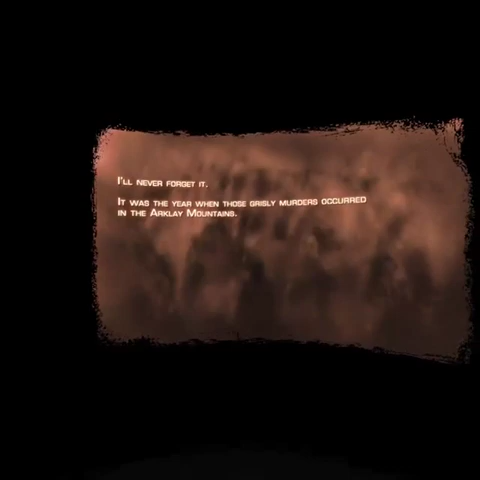 I'll never forget it.
It was the year when those grisly murders occurred
in the Arklay Mountains.